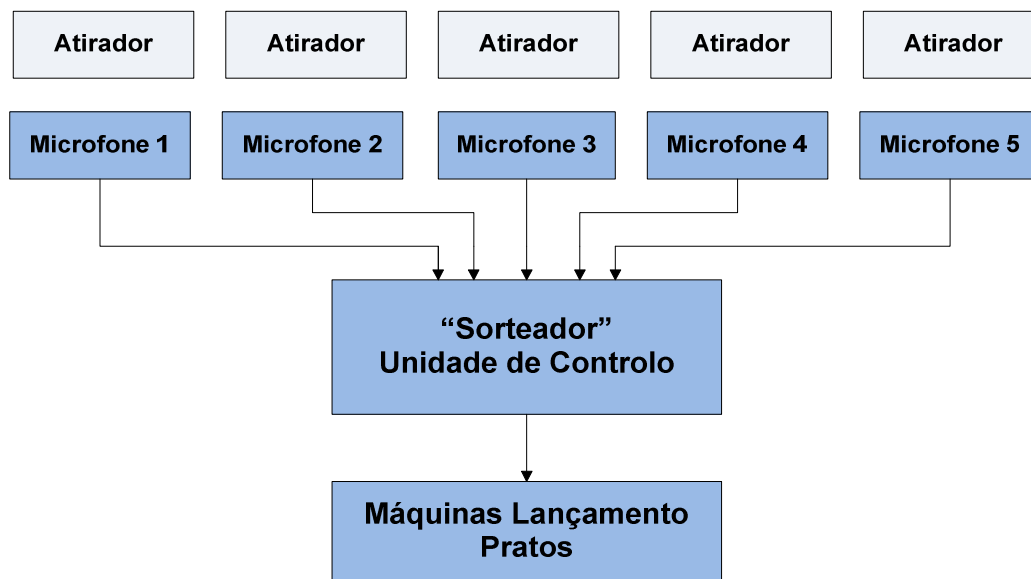 Atirador Atirador Atirador Atirador Atirador
Microfone 1 Microfone 2 Microfone 3 Microfone 4 Microfone 5
“Sorteador”
Unidade de Controlo
Máquinas Lançamento
Pratos